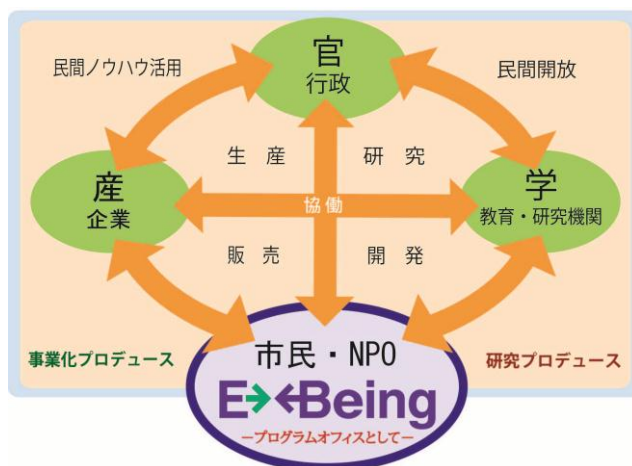 官
行政
民間ノウハウ活用
民間開放
生産
研究
産
企業
協働
学
教育・研究機関
販売
開発
事業化プロデュース
市民・NPO
研究プロデュース
E→←Being
ープログラムオフィスとしてー